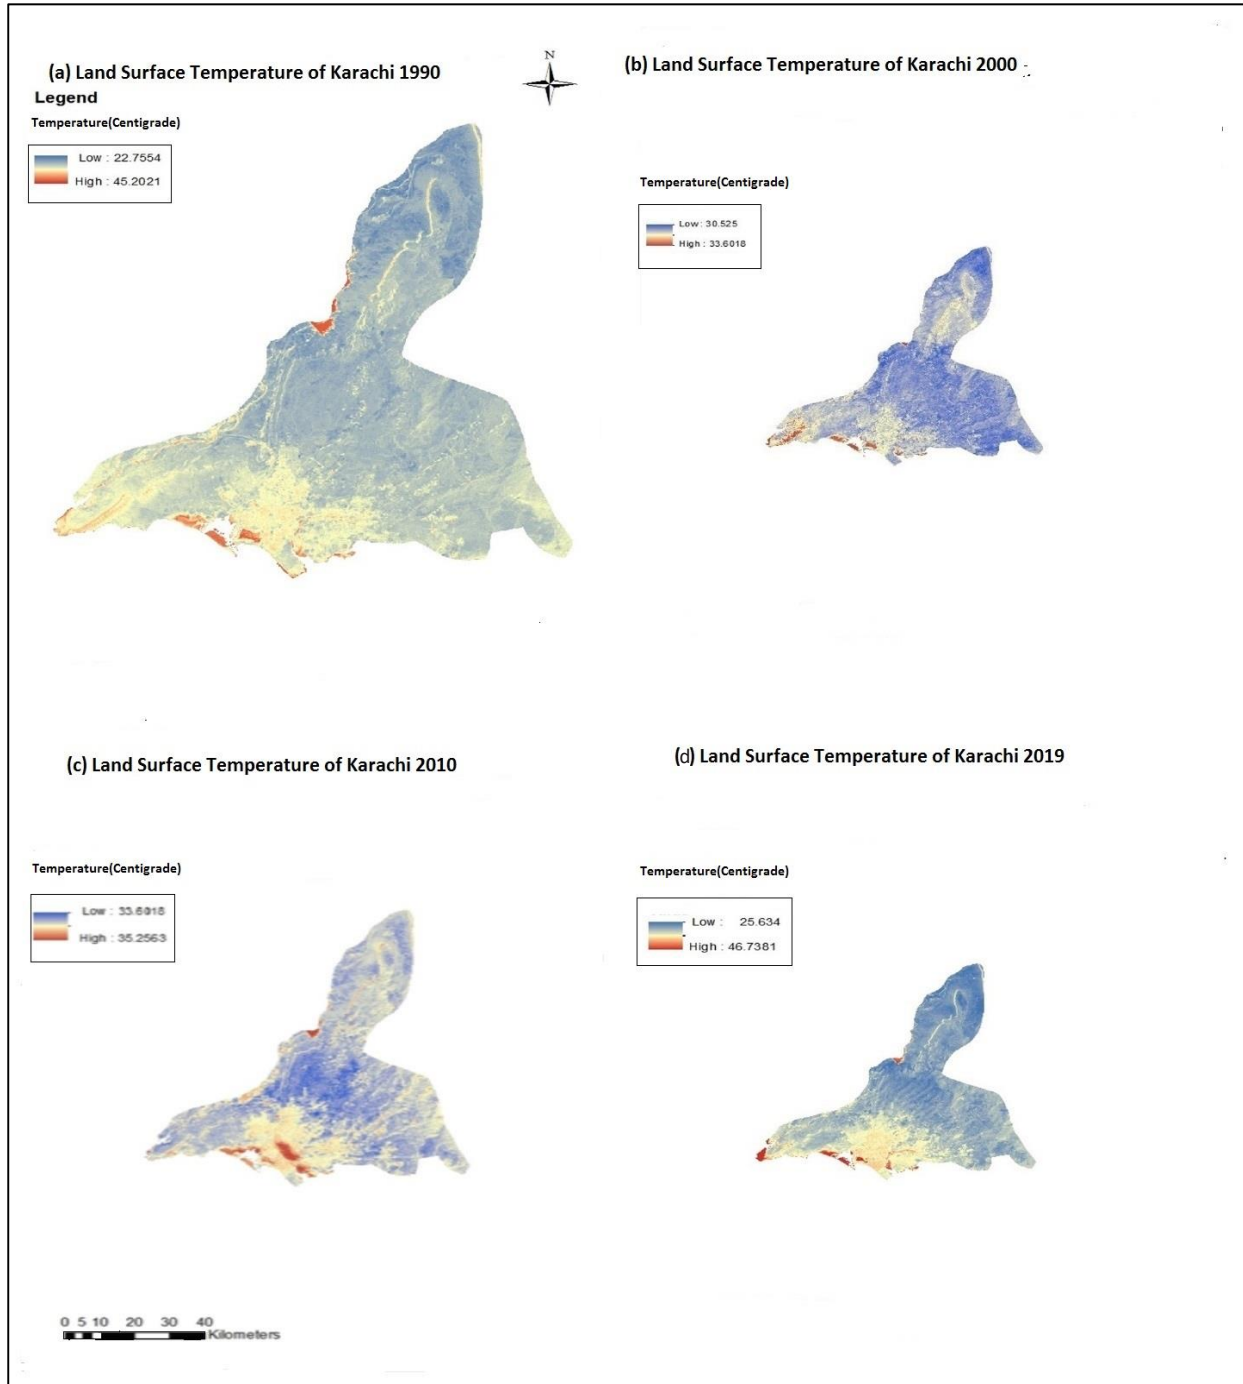 (a) Land Surface Temperature of Karachi 1990
N
Legend
Temperature(Centigrade)
Low : 22.7554
High : 45.2021
(b) Land Surface Temperature of Karachi 2000
Temperature(Centigrade)
Low : 30.525
High : 33.6018
(c) Land Surface Temperature of Karachi 2010
Temperature(Centigrade)
Low : 33.6018
High : 35.2563
(d) Land Surface Temperature of Karachi 2019
Temperature(Centigrade)
Low : 25.634
High : 46.7381
0 5 10 20 30 40
Kilometers